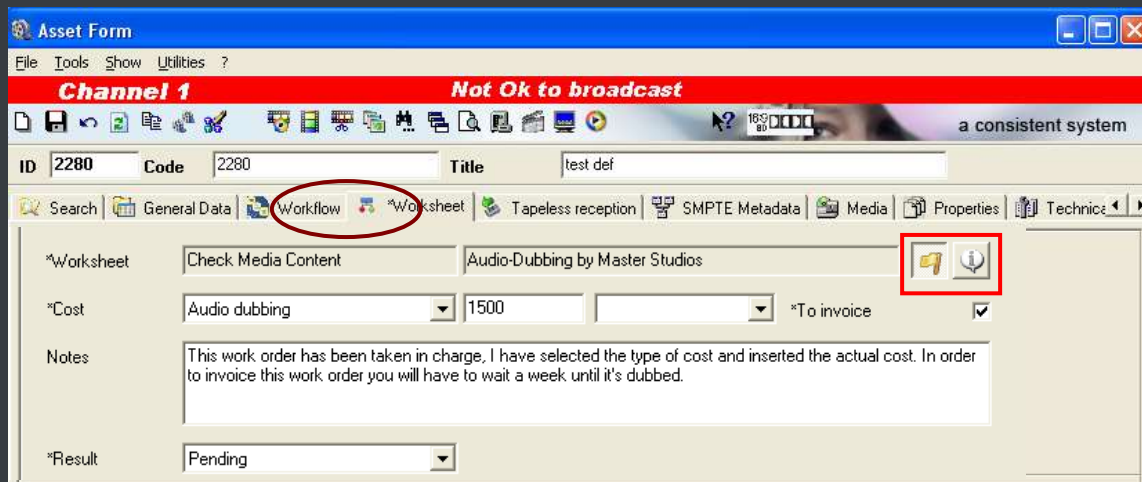 Asset Form
File Tools Show Utilities ?
Channel 1 Not Ok to broadcast
a consistent system
ID 2280 Code 2280 Title test def
Search General Data Workflow *Worksheet Tapeless reception SMPTE Metadata Media Properties Technica
*Worksheet Check Media Content Audio-Dubbing by Master Studios
*Cost Audio dubbing 1500 *To invoice
Notes This work order has been taken in charge, I have selected the type of cost and inserted the actual cost. In order
to invoice this work order you will have to wait a week until it's dubbed.
*Result Pending